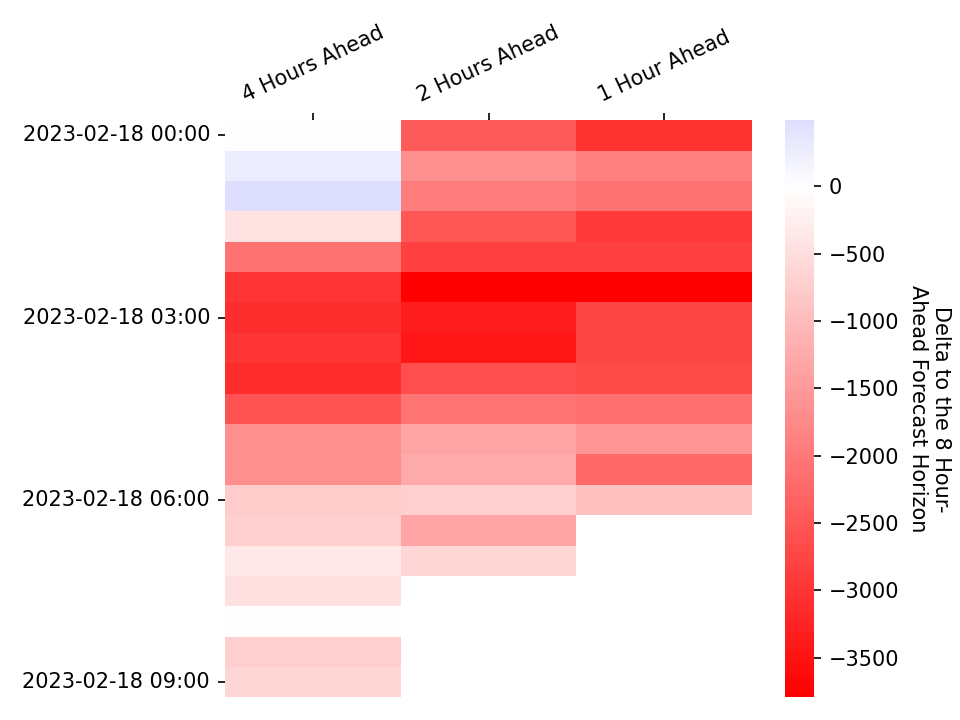 4 Hours Ahead
2 Hours Ahead
1 Hour Ahead
2023-02-18 00:00
2023-02-18 03:00
2023-02-18 06:00
2023-02-18 09:00
0
−500
−1000
−1500
−2000
−2500
−3000
−3500
Delta to the 8 Hour-
Ahead Forecast Horizon